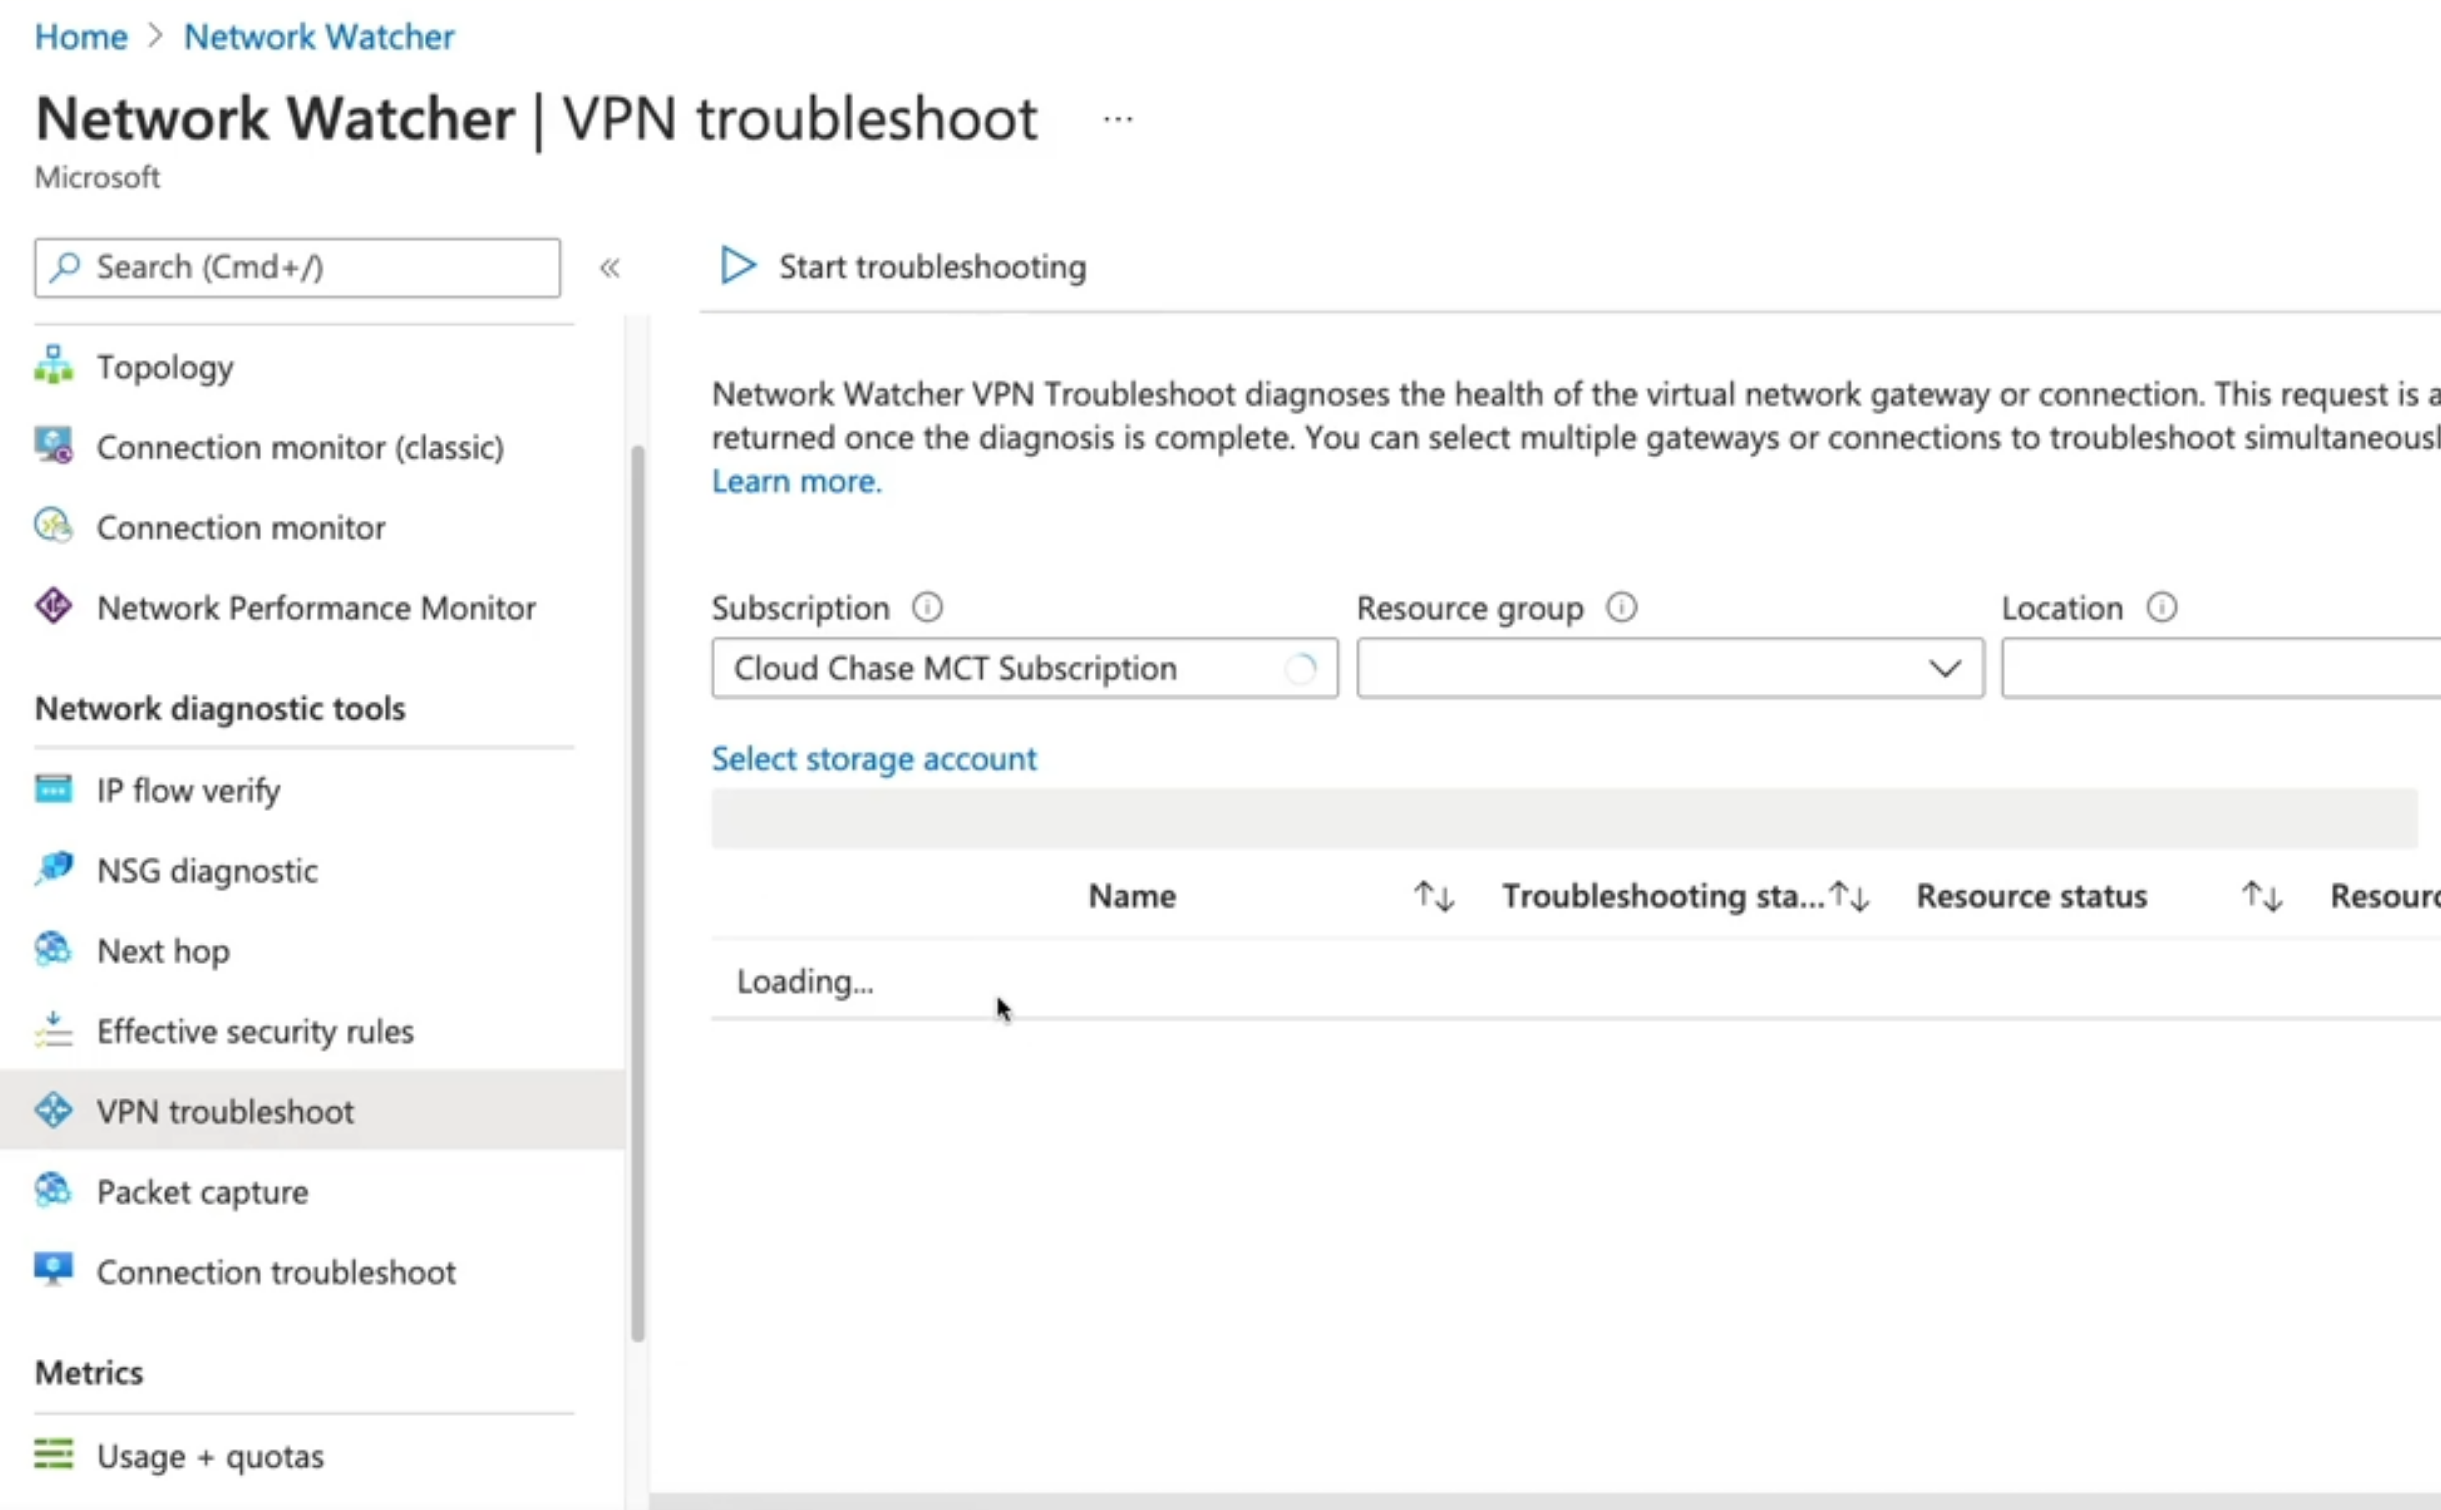 Home > Network Watcher
Network Watcher | VPN troubleshoot ...
Microsoft
Search (Cmd+/)
«
Topology
Connection monitor (classic)
Connection monitor
Network Performance Monitor
Network diagnostic tools
IP flow verify
NSG diagnostic
Next hop
Effective security rules
VPN troubleshoot
Packet capture
Connection troubleshoot
Metrics
Usage + quotas
Start troubleshooting
Network Watcher VPN Troubleshoot diagnoses the health of the virtual network gateway or connection. This request is a
returned once the diagnosis is complete. You can select multiple gateways or connections to troubleshoot simultaneousl
Learn more.
Subscription Resource group Location
Cloud Chase MCT Subscription
Select storage account
Name ↑↓ Troubleshooting sta...↑↓ Resource status ↑↓ Resourc
Loading...